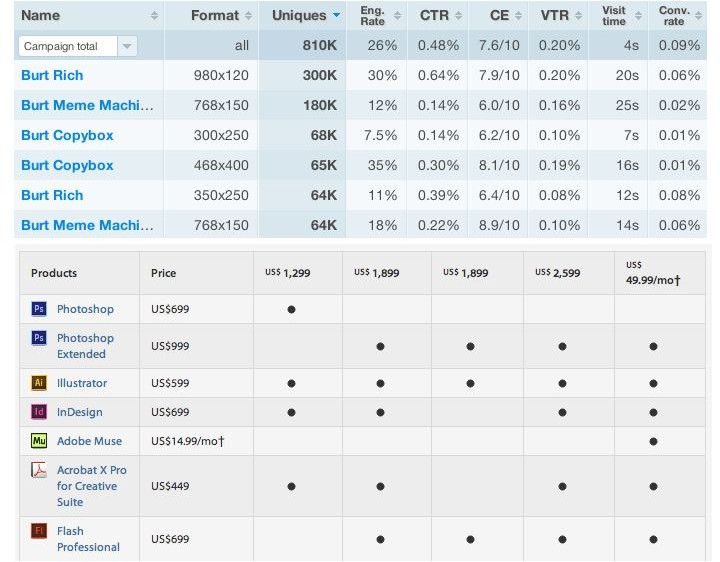 Name Format Uniques Eng. Rate CTR CE VTR Visit time Conv. rate
Campaign total all 810K 26% 0.48% 7.6/10 0.20% 4s 0.09%
Burt Rich 980x120 300K 30% 0.64% 7.9/10 0.20% 20s 0.06%
Burt Meme Machi... 768x150 180K 12% 0.14% 6.0/10 0.16% 25s 0.02%
Burt Copybox 300x250 68K 7.5% 0.14% 6.2/10 0.10% 7s 0.01%
Burt Copybox 468x400 65K 35% 0.30% 8.1/10 0.19% 16s 0.01%
Burt Rich 350x250 64K 11% 0.39% 6.4/10 0.08% 12s 0.08%
Burt Meme Machi... 768x150 64K 18% 0.22% 8.9/10 0.10% 14s 0.06%
Products Price US$ 1,299 US$ 1,899 US$ 1,899 US$ 2,599 US$ 49.99/mo†
Ps Photoshop US$699
Ps Photoshop Extended US$999
Ai Illustrator US$599
Id InDesign US$699
Mu Adobe Muse US$14.99/mo†
Acrobat X Pro
for Creative
Suite US$449
Fl Flash Professional US$699